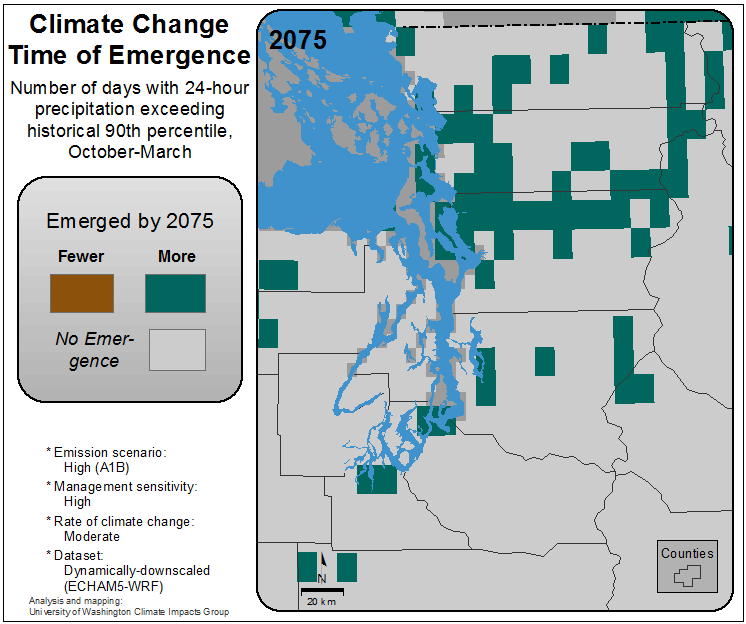 Climate Change
Time of Emergence
Number of days with 24-hour
precipitation exceeding
historical 90th percentile,
October-March
Emerged by 2075
Fewer
More
No Emer-
gence
* Emission scenario:
High (A1B)
* Management sensitivity:
High
* Rate of climate change:
Moderate
* Dataset:
Dynamically-downscaled
(ECHAM5-WRF)
Analysis and mapping:
University of Washington Climate Impacts Group
2075
N
20 km
Counties